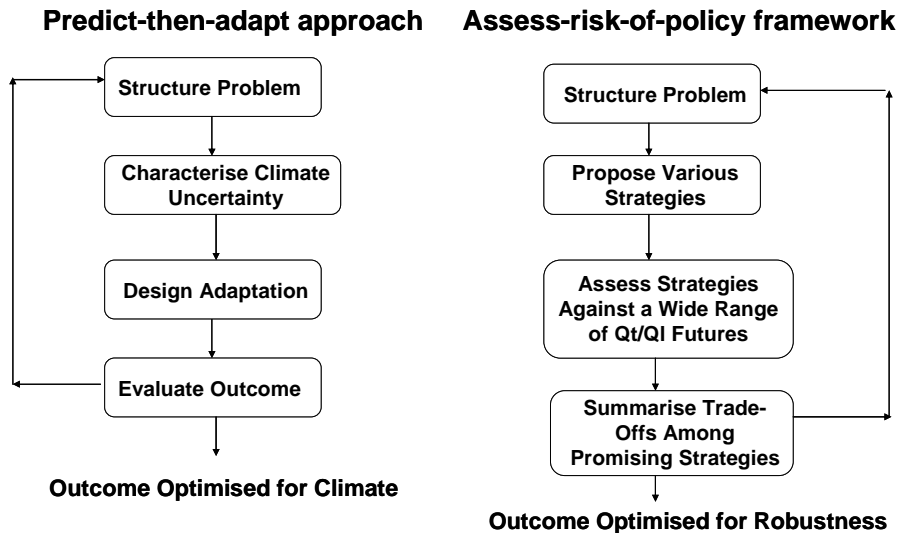 Predict-then-adapt approach
Structure Problem
Characterise Climate
Uncertainty
Design Adaptation
Evaluate Outcome
Outcome Optimised for Climate
Assess-risk-of-policy framework
Structure Problem
Propose Various
Strategies
Assess Strategies
Against a Wide Range
of Qt/Ql Futures
Summarise Trade-
Offs Among
Promising Strategies
Outcome Optimised for Robustness